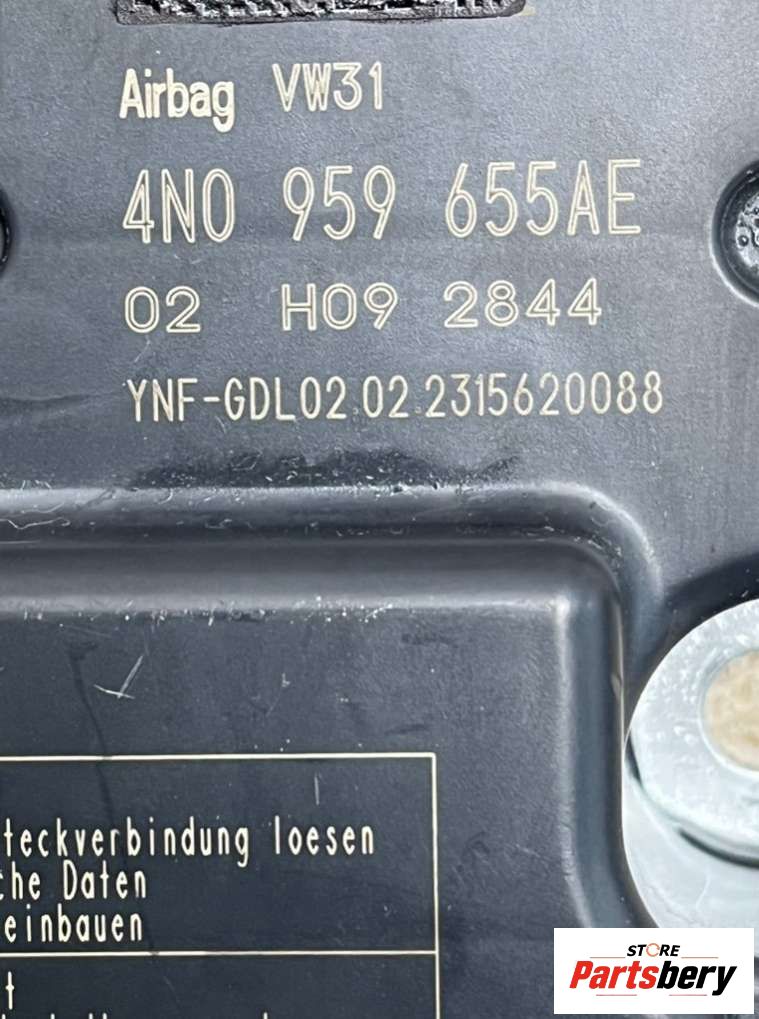 Airbag VW31
4N0 959 655AE
02 H09 2844
YNF-GDL02.02.2315620088
teckverbindung loesen
che Daten
einbauen
STORE
Partsbery